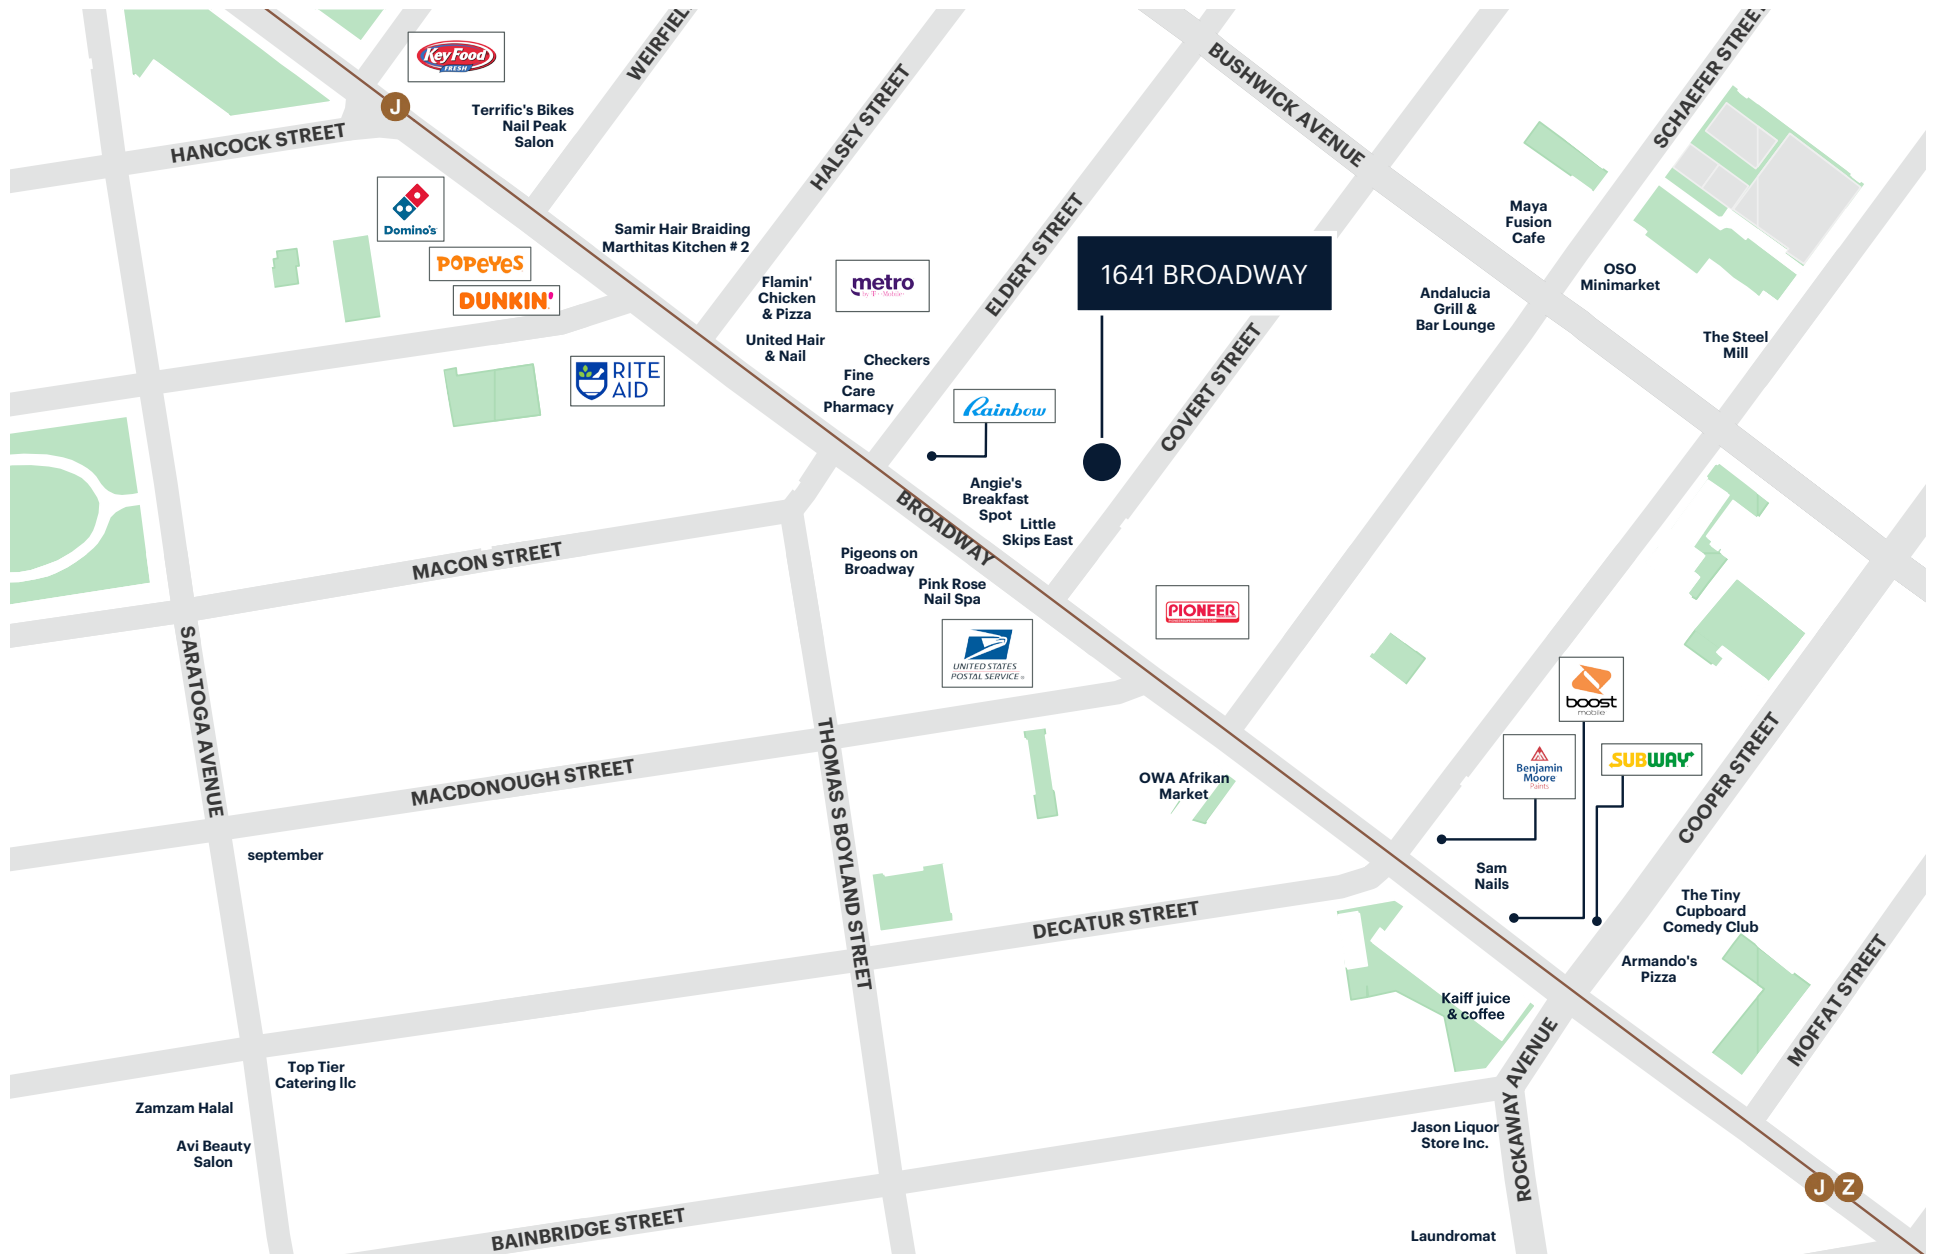 KeyFood
FRESH
WEIRFIEL
J
Terrific's Bikes
Nail Peak
Salon
HANCOCK STREET
HALSEY STREET
BUSHWICK AVENUE
SCHAEFER STREET
Domino's
POPEYES
DUNKIN'
Samir Hair Braiding
Marthitas Kitchen # 2
Flamin'
Chicken
& Pizza
metro
by T-Mobile
ELDERT STREET
1641 BROADWAY
Maya
Fusion
Cafe
OSO
Minimarket
Andalucia
Grill &
Bar Lounge
The Steel
Mill
RITE
AID
United Hair
& Nail
Checkers
Fine
Care
Pharmacy
Rainbow
COVERT STREET
Angie's
Breakfast
Spot
Little
Skips East
BROADWAY
MACON STREET
Pigeons on
Broadway
Pink Rose
Nail Spa
PIONEER
UNITED STATES
POSTAL SERVICE
SARATOGA AVENUE
THOMAS S BOYLAND STREET
MACDONOUGH STREET
OWA Afrikan
Market
boost
mobile
Benjamin
Moore
Paints
SUBWAY
COOPER STREET
september
Sam
Nails
DECATUR STREET
The Tiny
Cupboard
Comedy Club
Armando's
Pizza
Kaiff juice
& coffee
MOFFAT STREET
Top Tier
Catering llc
Zamzam Halal
Avi Beauty
Salon
ROCKAWAY AVENUE
Jason Liquor
Store Inc.
J
Z
BAINBRIDGE STREET
Laundromat